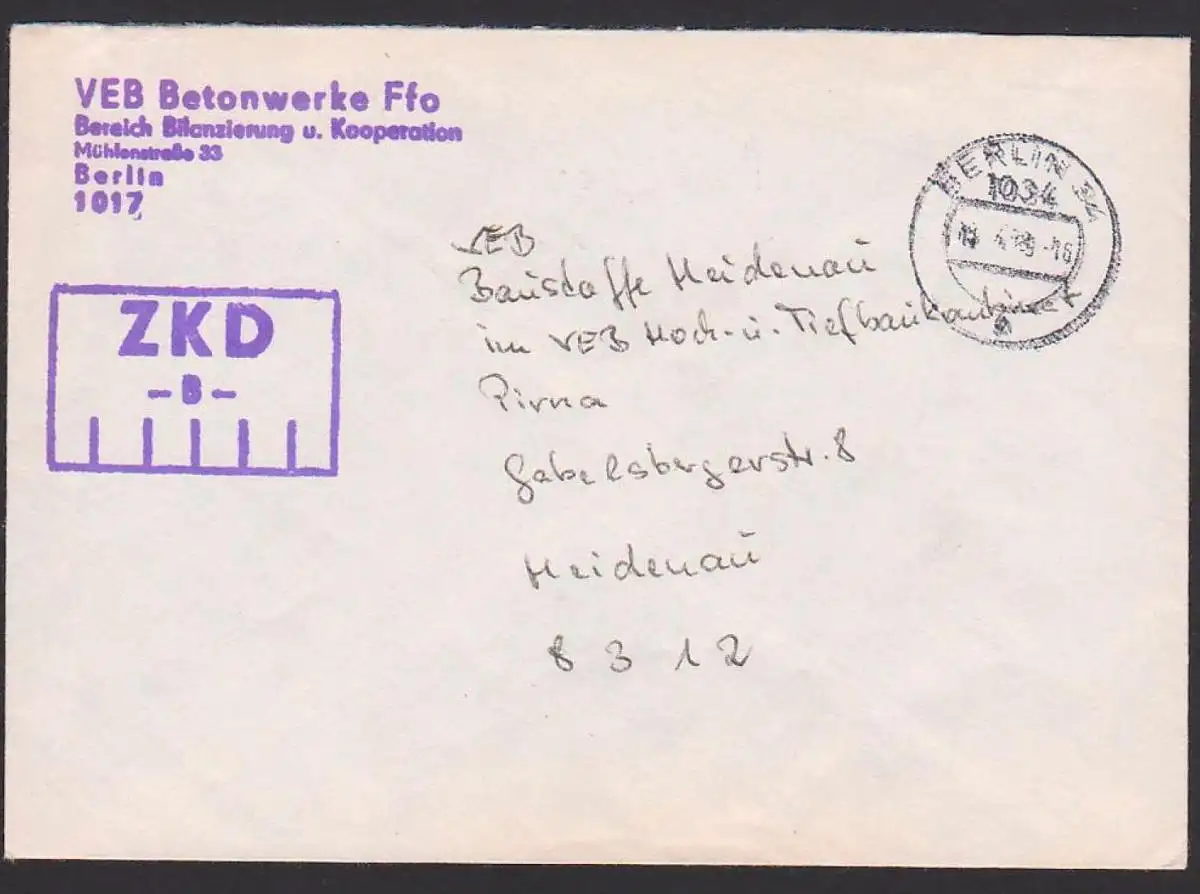 VEB Betonwerke Ffo
Bereich Bilanzierung u. Kooperation
Mühlenstraße 33
Berlin
1017
ZKD
- B -
BERLIN 34
1034
VEB
Baustoffe Heidenau
im VEB Hoch- u. Tiefbaukombinat
Pirna
Gabelsbergerstr. 8
Heidenau
8312